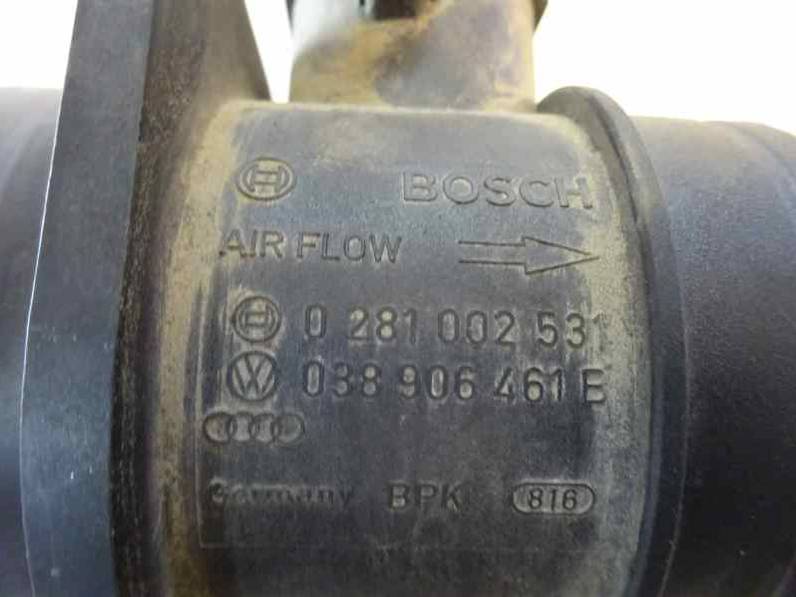 BOSCH
AIR FLOW
0 281 002 531
038 906 461 B
Germany BPK 816